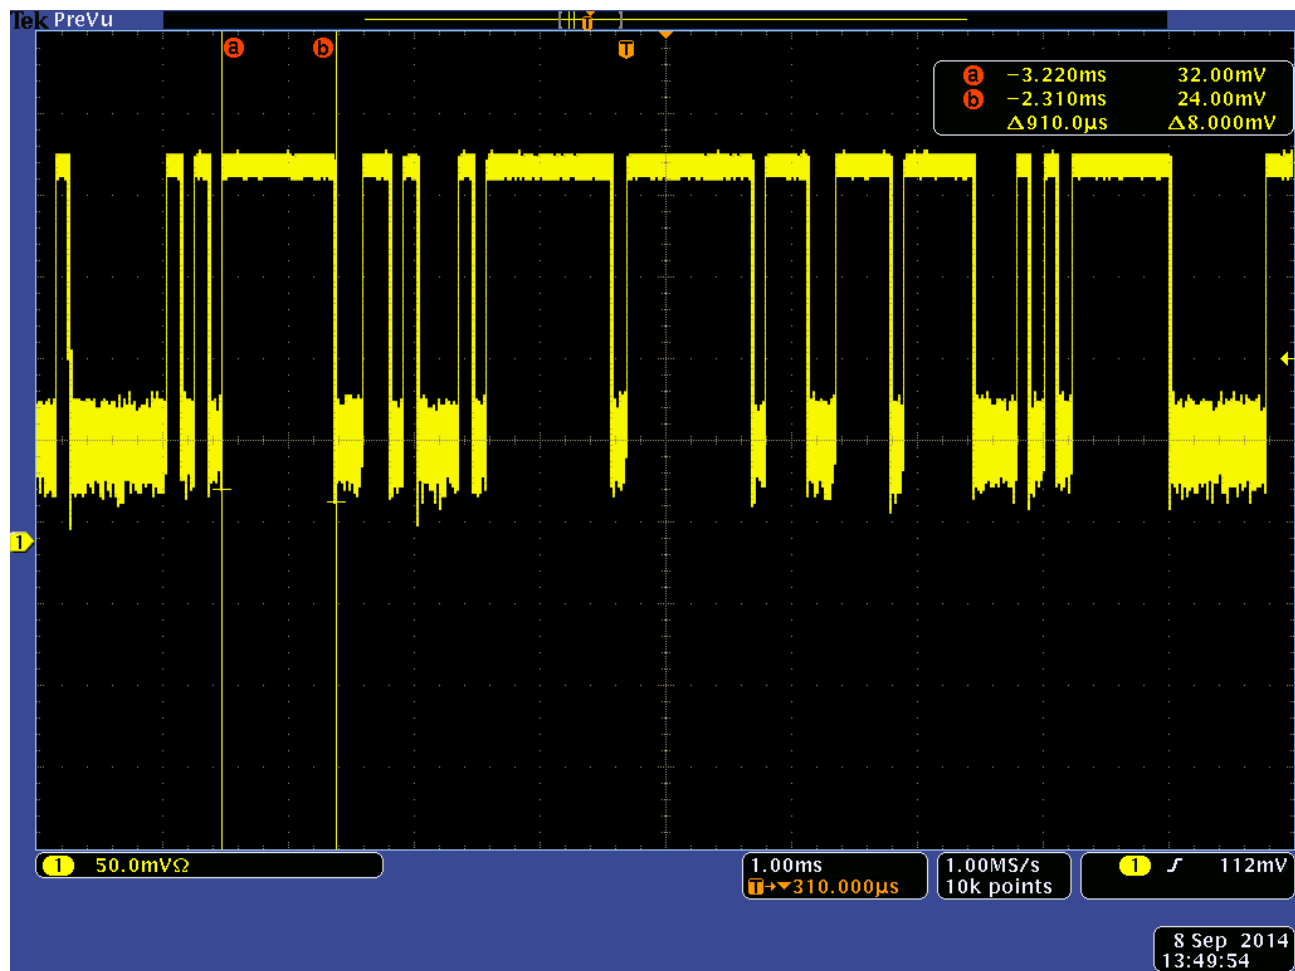 Tek PreVu
T
a b T
a −3.220ms 32.00mV
b −2.310ms 24.00mV
Δ910.0µs Δ8.000mV
1
1 50.0mVΩ
1.00ms
T→▼310.000µs
1.00MS/s
10k points
1 112mV
8 Sep 2014
13:49:54